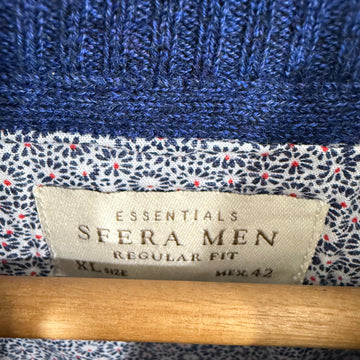 ESSENTIALS
SFERA MEN
REGULAR FIT
XL SIZE MEX. 42